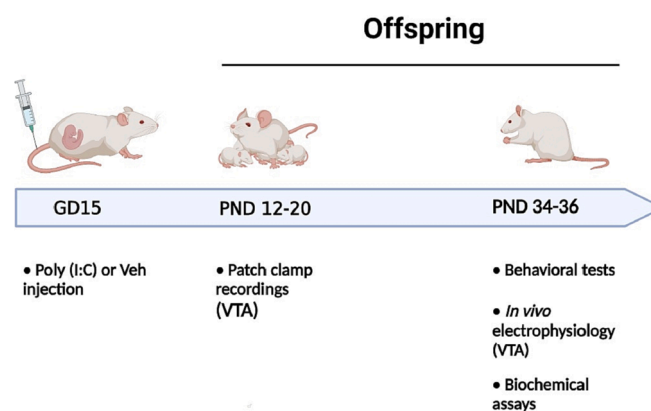 Offspring
GD15
PND 12-20
PND 34-36
• Poly (I:C) or Veh
injection
• Patch clamp
recordings
(VTA)
• Behavioral tests
• In vivo
electrophysiology
(VTA)
• Biochemical
assays